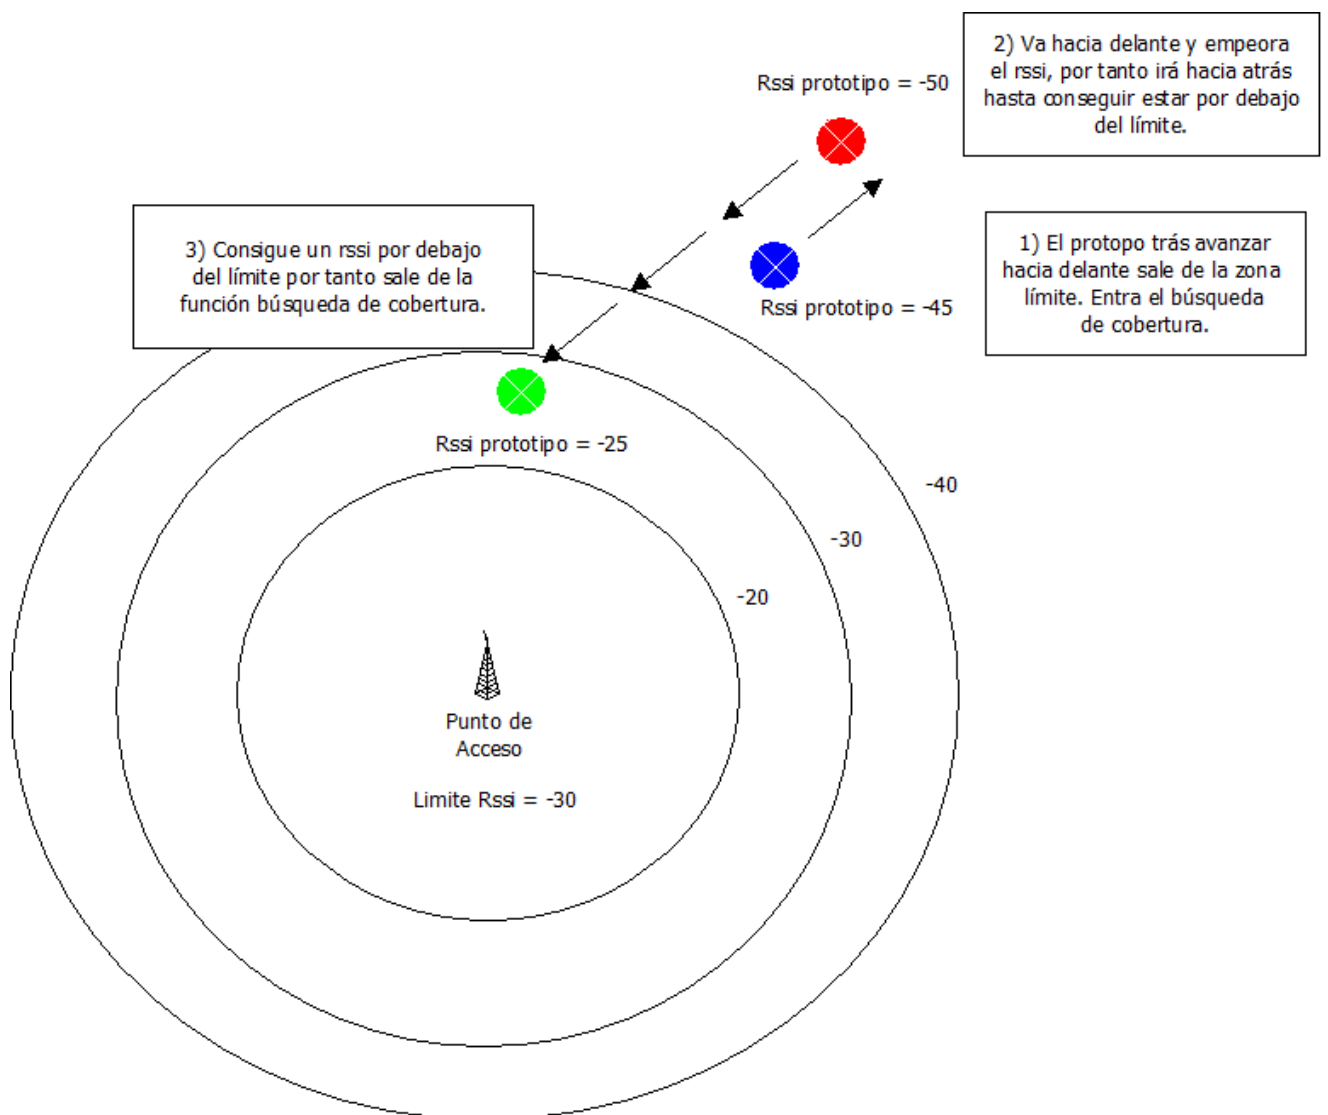 Rssi prototipo = -50
2) Va hacia delante y empeora
el rssi, por tanto irá hacia atrás
hasta conseguir estar por debajo
del límite.
3) Consigue un rssi por debajo
del límite por tanto sale de la
función búsqueda de cobertura.
Rssi prototipo = -45
1) El protopo trás avanzar
hacia delante sale de la zona
límite. Entra el búsqueda
de cobertura.
Rssi prototipo = -25
-40
-30
-20
Punto de
Acceso
Limite Rssi = -30